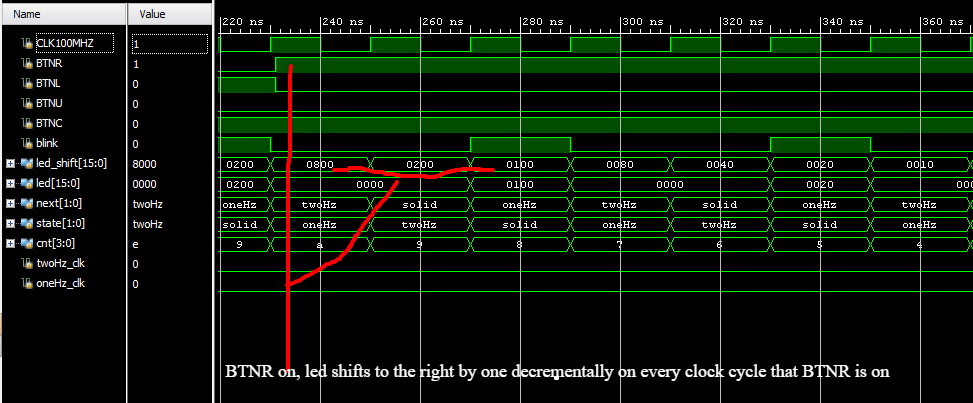 Name Value 220 ns 240 ns 260 ns 280 ns 300 ns 320 ns 340 ns 360 ns
CLK100MHZ 1
BTNR 1
BTNL 0
BTNU 0
BTNC 0
blink 0
led_shift[15:0] 8000 0200 0800 0200 0100 0080 0040 0020 0010
led[15:0] 0000 0200 0000 0100 0000 0020 00
next[1:0] twoHz oneHz twoHz solid oneHz twoHz solid oneHz twoHz
state[1:0] twoHz solid oneHz twoHz solid oneHz twoHz solid oneHz
cnt[3:0] e 9 a 9 8 7 6 5 4
twoHz_clk 0
oneHz_clk 0
BTNR on, led shifts to the right by one decrementally on every clock cycle that BTNR is on